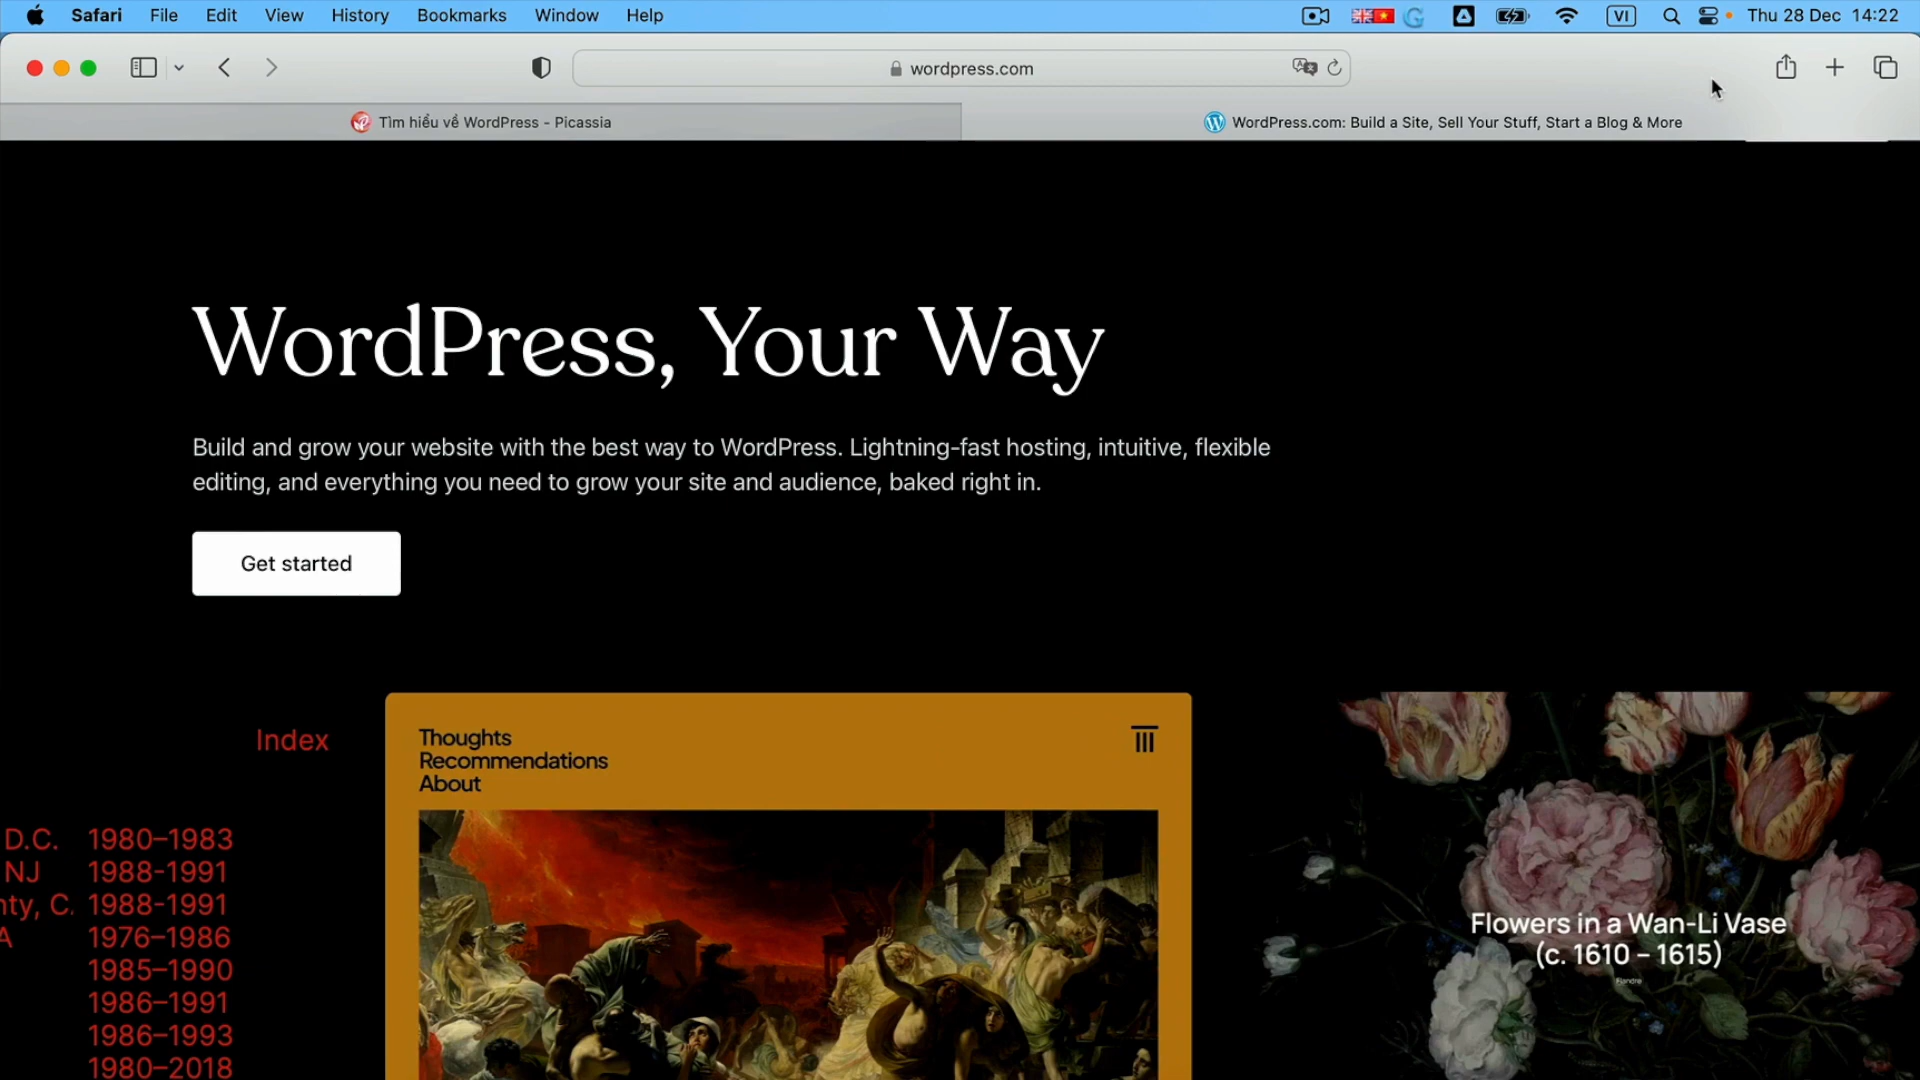 Safari File Edit View History Bookmarks Window Help
VI
Thu 28 Dec 14:22
wordpress.com
Tìm hiểu về WordPress - Picassia
WordPress.com: Build a Site, Sell Your Stuff, Start a Blog & More
WordPress, Your Way
Build and grow your website with the best way to WordPress. Lightning-fast hosting, intuitive, flexible
editing, and everything you need to grow your site and audience, baked right in.
Get started
Index
D.C. 1980–1983
NJ 1988-1991
nty, C. 1988-1991
A 1976–1986
1985–1990
1986–1991
1986–1993
1980–2018
Thoughts
Recommendations
About
Flowers in a Wan-Li Vase
(c. 1610 – 1615)
Flandre